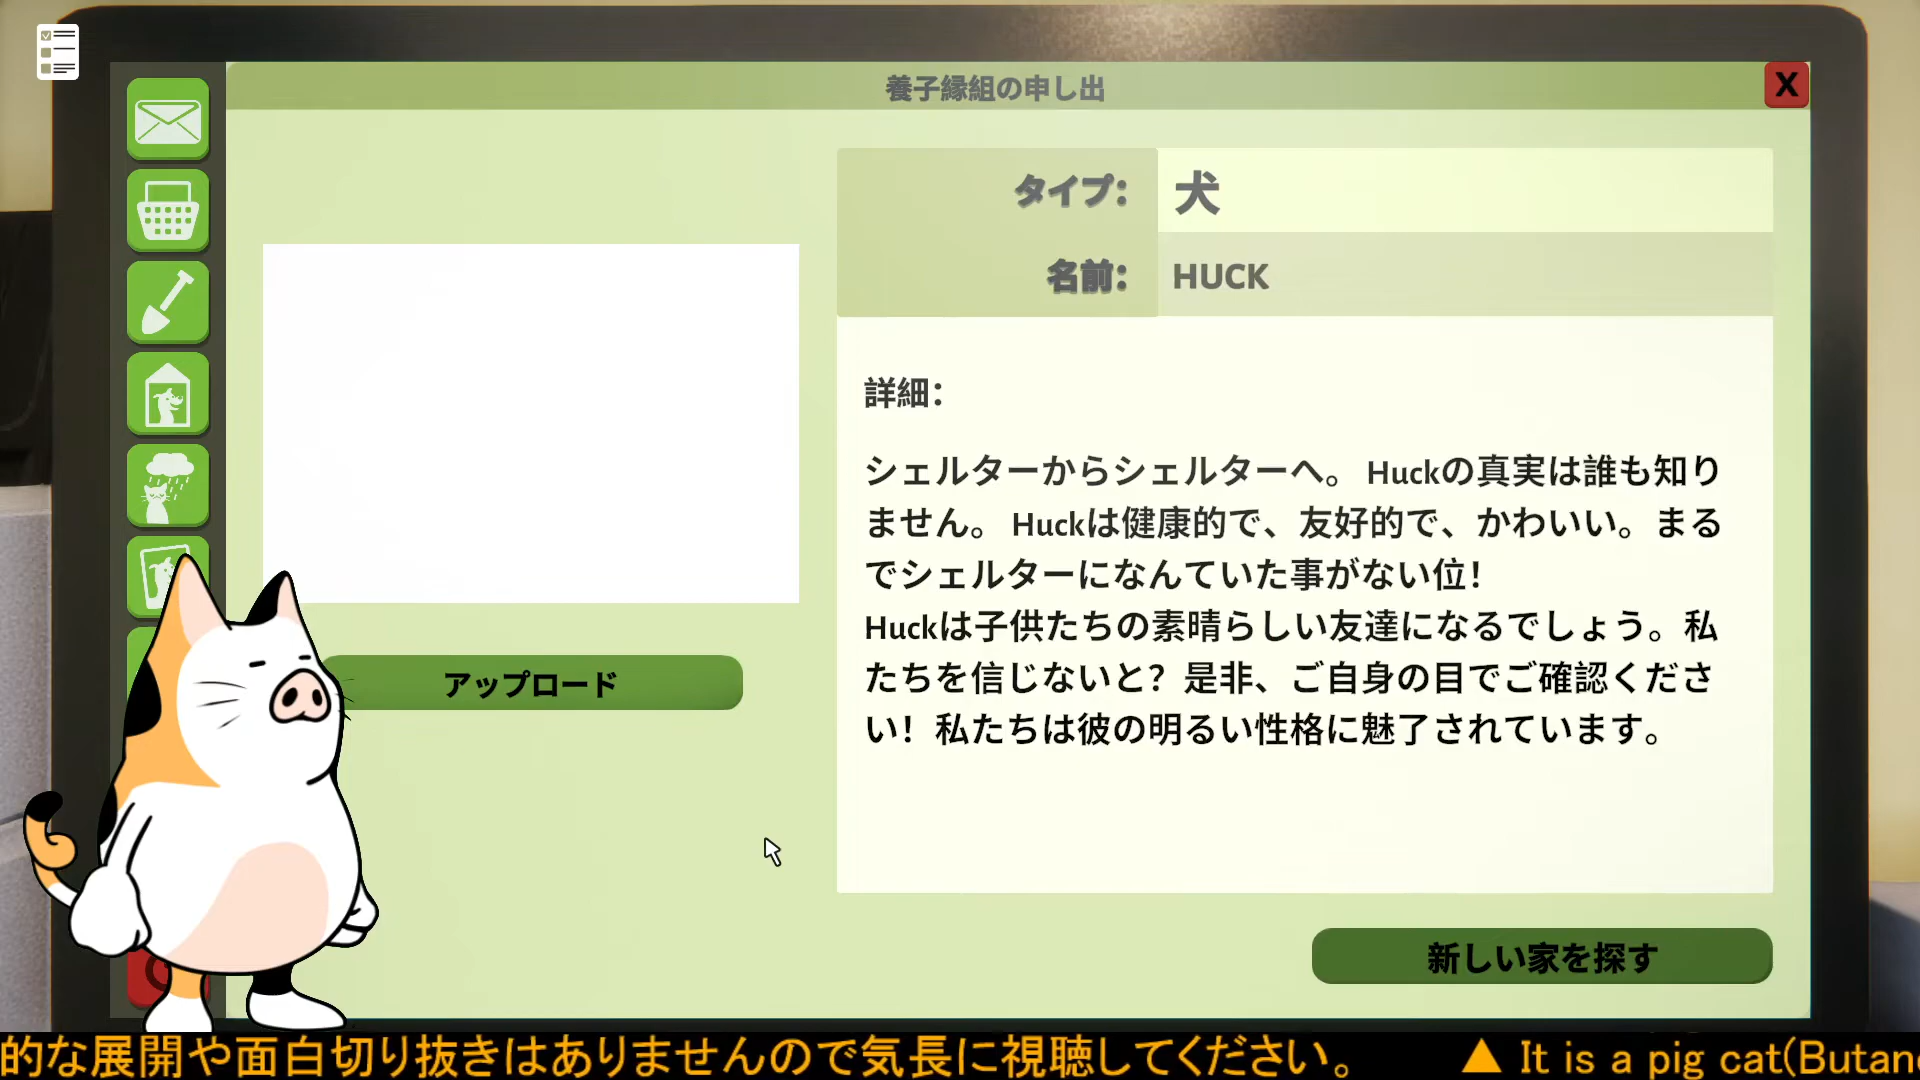 養子縁組の申し出
X
タイプ: 犬
名前: HUCK
詳細:
シェルターからシェルターへ。 Huckの真実は誰も知り
ません。 Huckは健康的で、友好的で、かわいい。まる
でシェルターになんていた事がない位!
Huckは子供たちの素晴らしい友達になるでしょう。私
たちを信じないと? 是非、ご自身の目でご確認くださ
い! 私たちは彼の明るい性格に魅了されています。
アップロード
新しい家を探す
的な展開や面白切り抜きはありませんので気長に視聴してください。 ▲ It is a pig cat(Butan